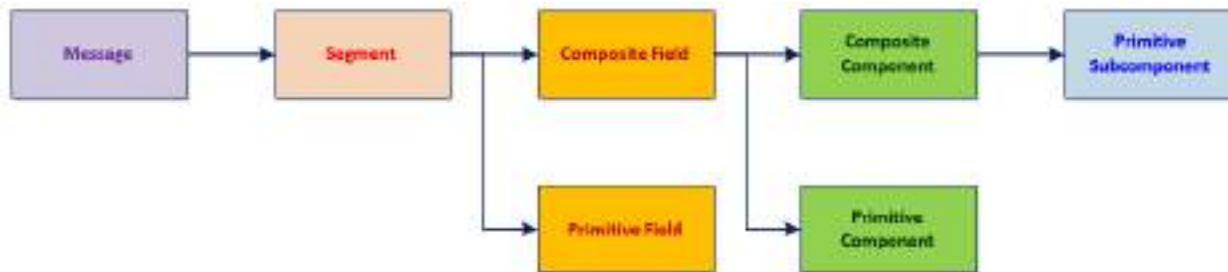 Message
Segment
Composite Field
Composite
Component
Primitive
Subcomponent
Primitive Field
Primitive
Component